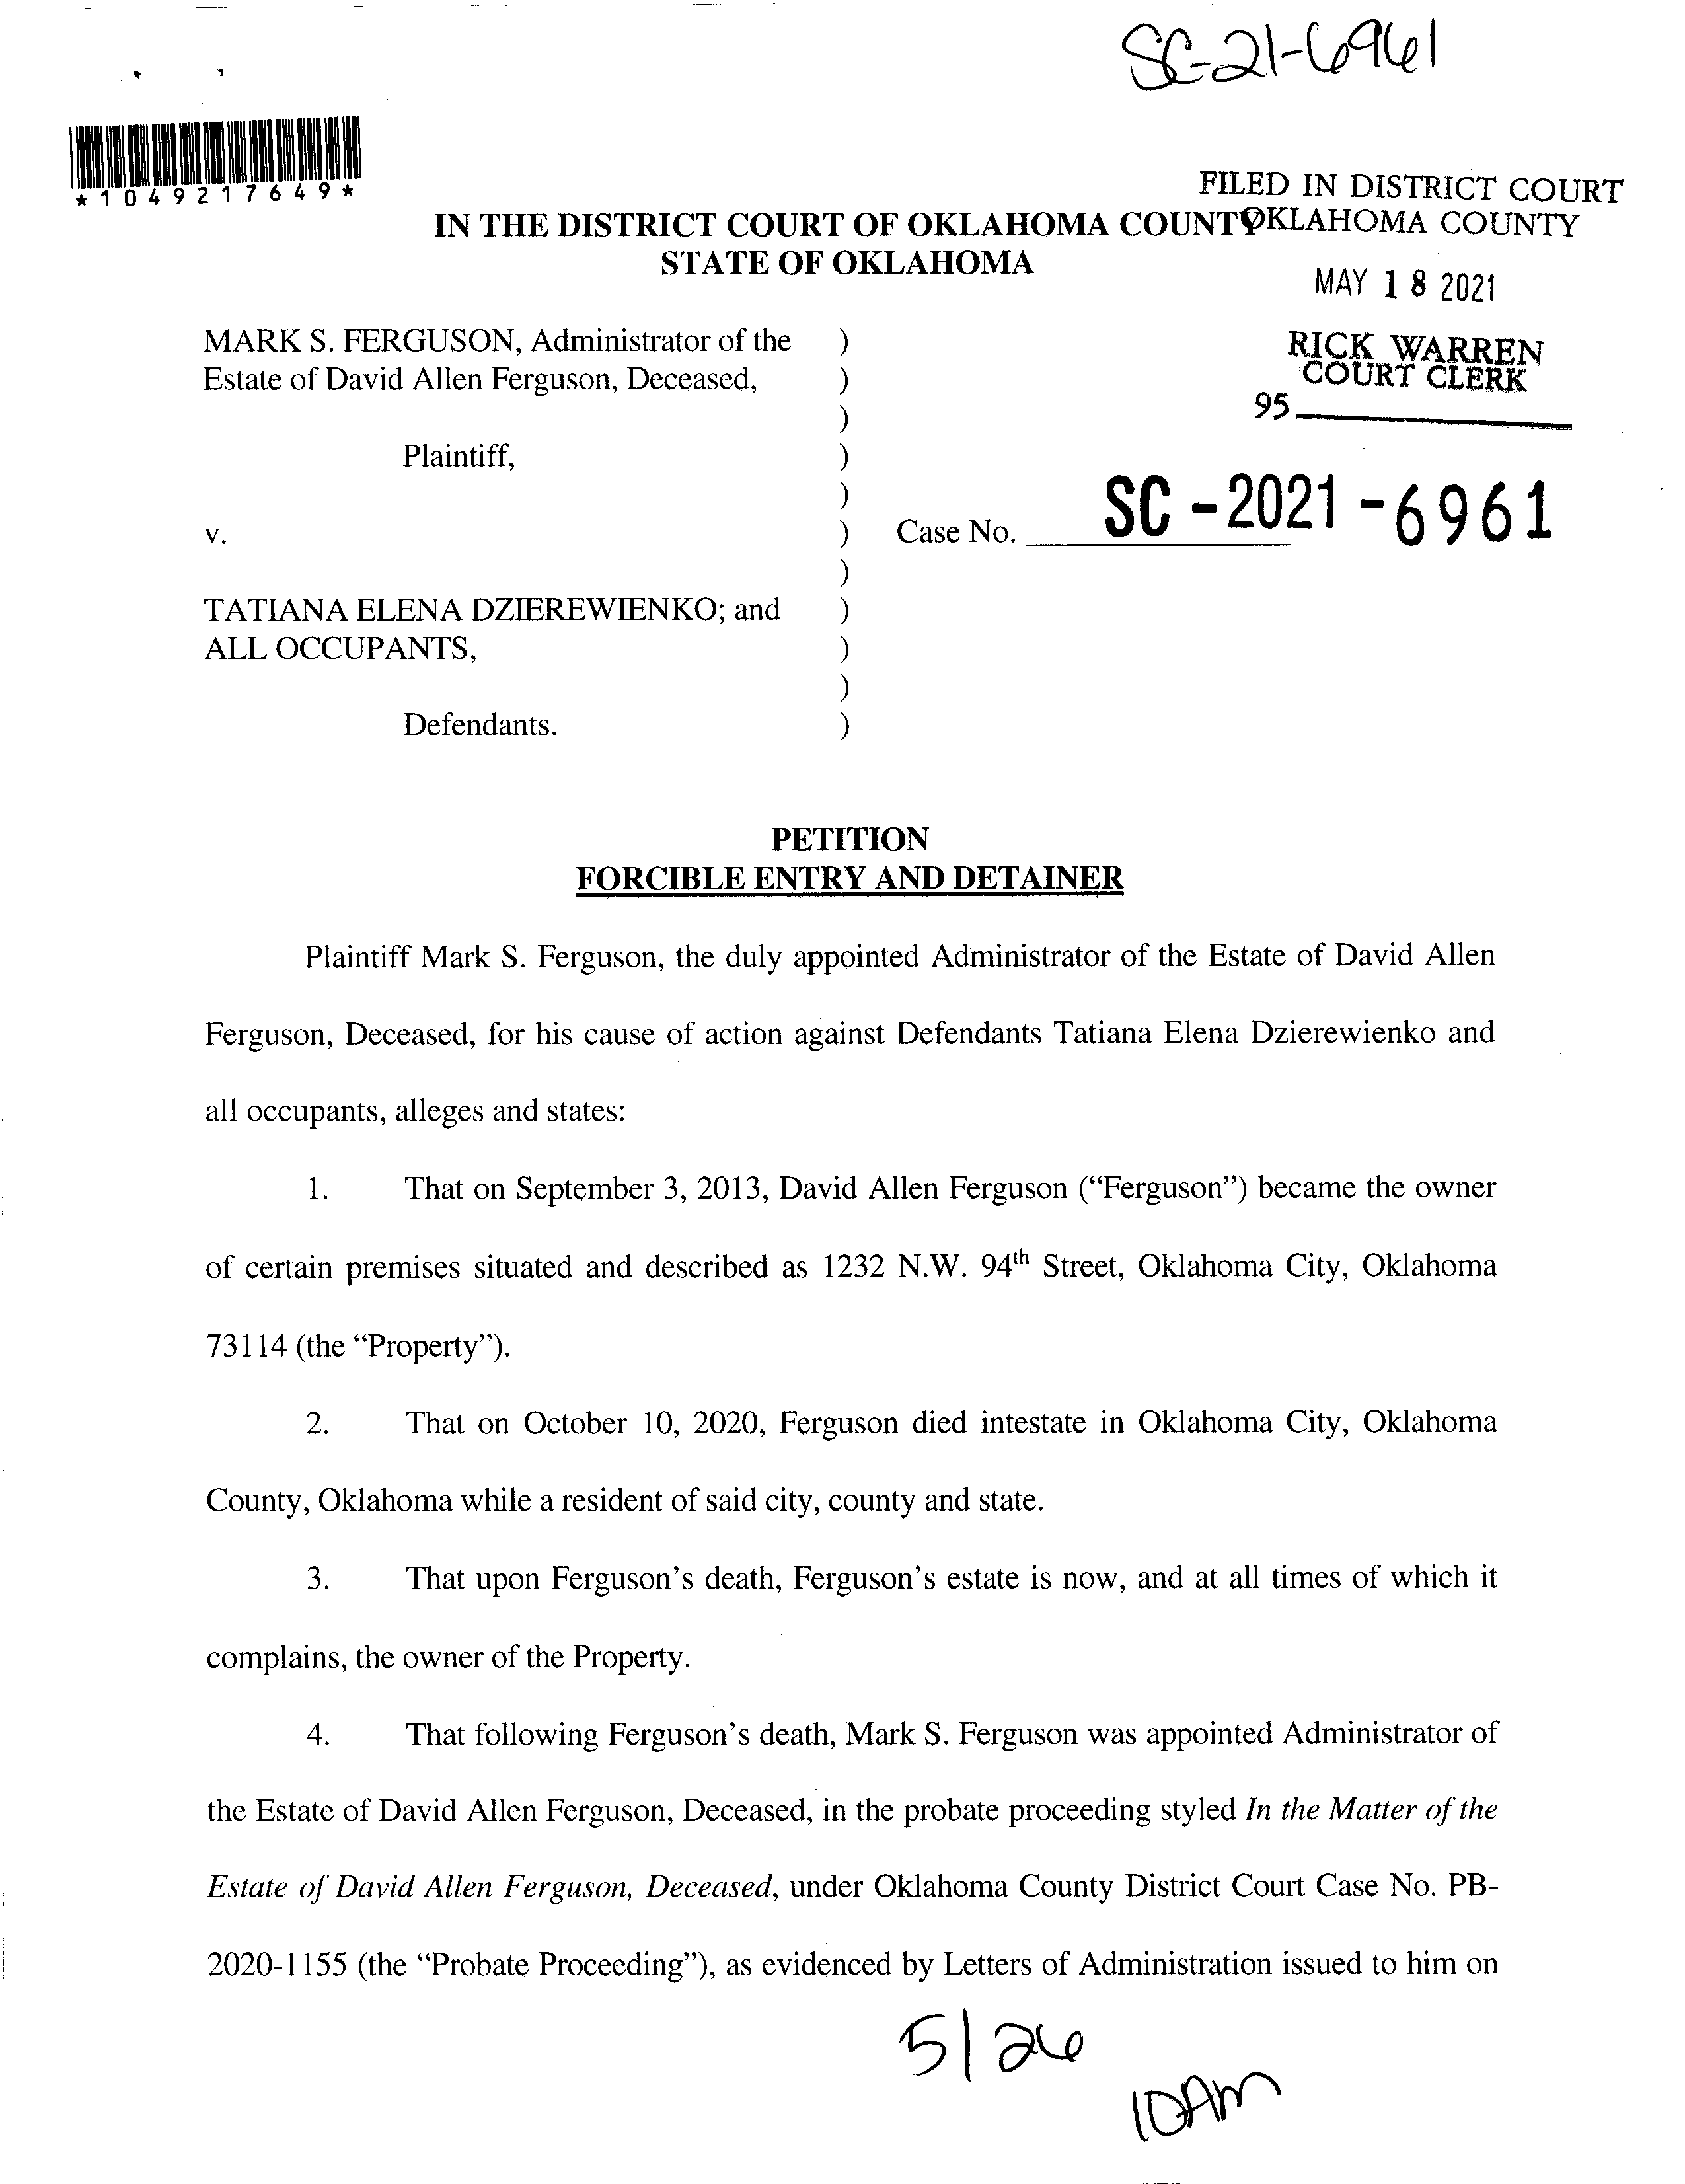 SC-21-6961
*1049217649*
FILED IN DISTRICT COURT
OKLAHOMA COUNTY
IN THE DISTRICT COURT OF OKLAHOMA COUNTY
STATE OF OKLAHOMA
MAY 18 2021
RICK WARREN
COURT CLERK
95
MARK S. FERGUSON, Administrator of the )
Estate of David Allen Ferguson, Deceased, )
)
Plaintiff, )
)
v. ) Case No. SC-2021-6961
)
TATIANA ELENA DZIEREWIENKO; and )
ALL OCCUPANTS, )
)
Defendants. )
PETITION
FORCIBLE ENTRY AND DETAINER
Plaintiff Mark S. Ferguson, the duly appointed Administrator of the Estate of David Allen
Ferguson, Deceased, for his cause of action against Defendants Tatiana Elena Dzierewienko and
all occupants, alleges and states:
1. That on September 3, 2013, David Allen Ferguson (“Ferguson”) became the owner
of certain premises situated and described as 1232 N.W. 94th Street, Oklahoma City, Oklahoma
73114 (the “Property”).
2. That on October 10, 2020, Ferguson died intestate in Oklahoma City, Oklahoma
County, Oklahoma while a resident of said city, county and state.
3. That upon Ferguson’s death, Ferguson’s estate is now, and at all times of which it
complains, the owner of the Property.
4. That following Ferguson’s death, Mark S. Ferguson was appointed Administrator of
the Estate of David Allen Ferguson, Deceased, in the probate proceeding styled In the Matter of the
Estate of David Allen Ferguson, Deceased, under Oklahoma County District Court Case No. PB-
2020-1155 (the “Probate Proceeding”), as evidenced by Letters of Administration issued to him on
5/26
10AM